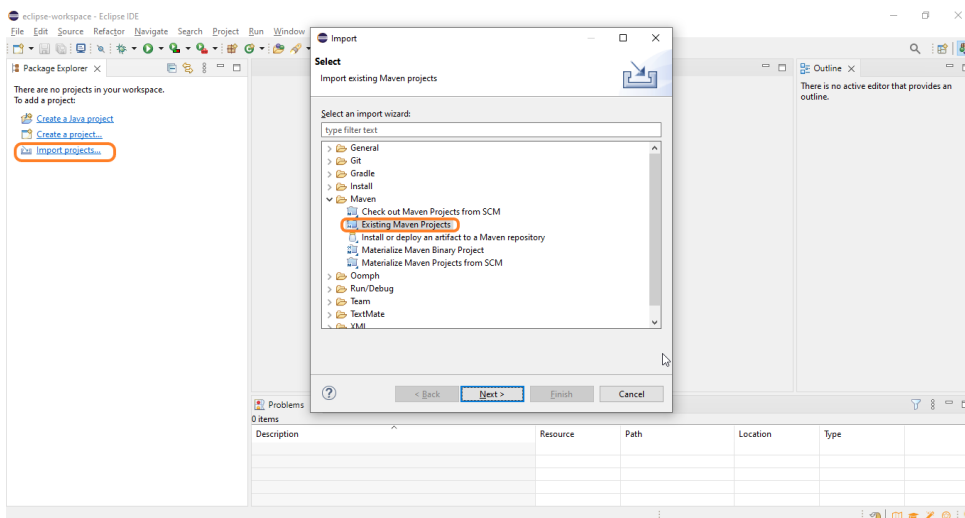 eclipse-workspace - Eclipse IDE
File Edit Source Refactor Navigate Search Project Run Window
Package Explorer
There are no projects in your workspace.
To add a project:
Create a Java project
Create a project...
Import projects...
Import
Select
Import existing Maven projects
Select an import wizard:
type filter text
General
Git
Gradle
Install
Maven
Check out Maven Projects from SCM
Existing Maven Projects
Install or deploy an artifact to a Maven repository
Materialize Maven Binary Project
Materialize Maven Projects from SCM
Oomph
Run/Debug
Team
TextMate
XML
< Back Next > Finish Cancel
Outline
There is no active editor that provides an
outline.
Problems
0 items
Description Resource Path Location Type